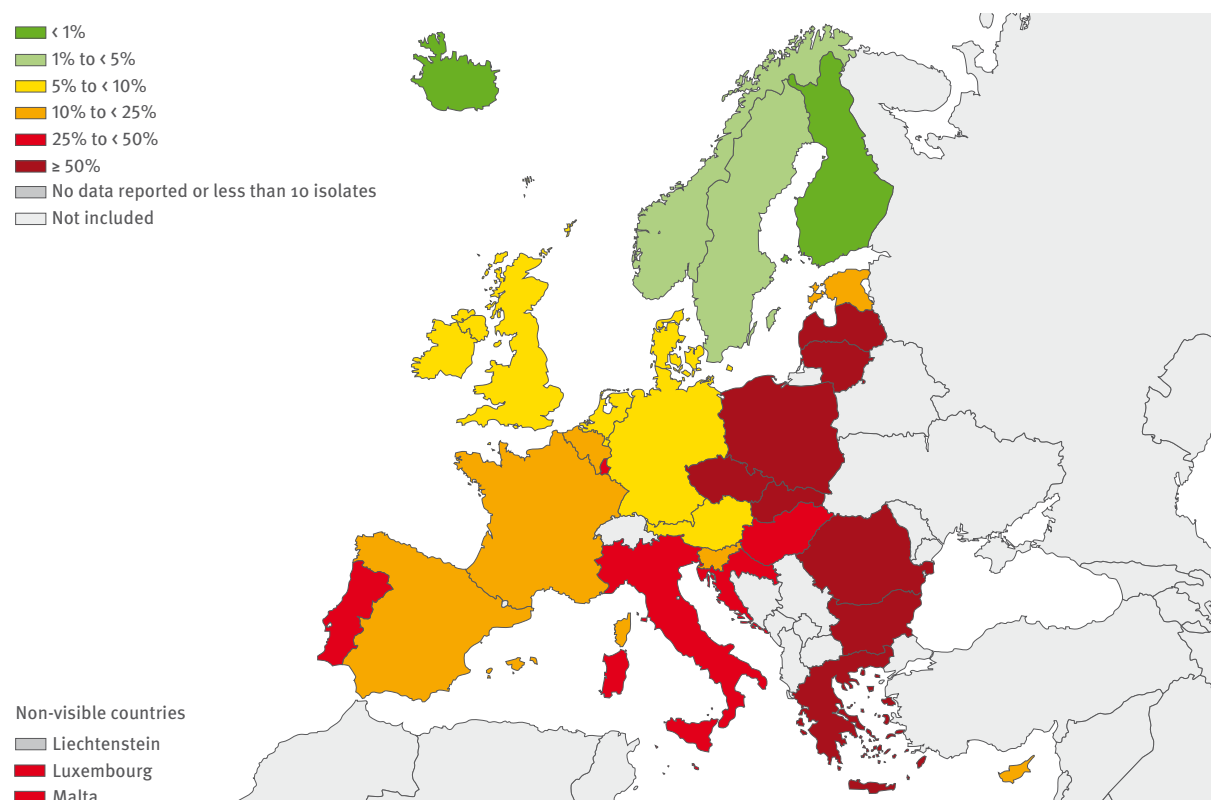 < 1%
1% to < 5%
5% to < 10%
10% to < 25%
25% to < 50%
≥ 50%
No data reported or less than 10 isolates
Not included
Non-visible countries
Liechtenstein
Luxembourg
Malta